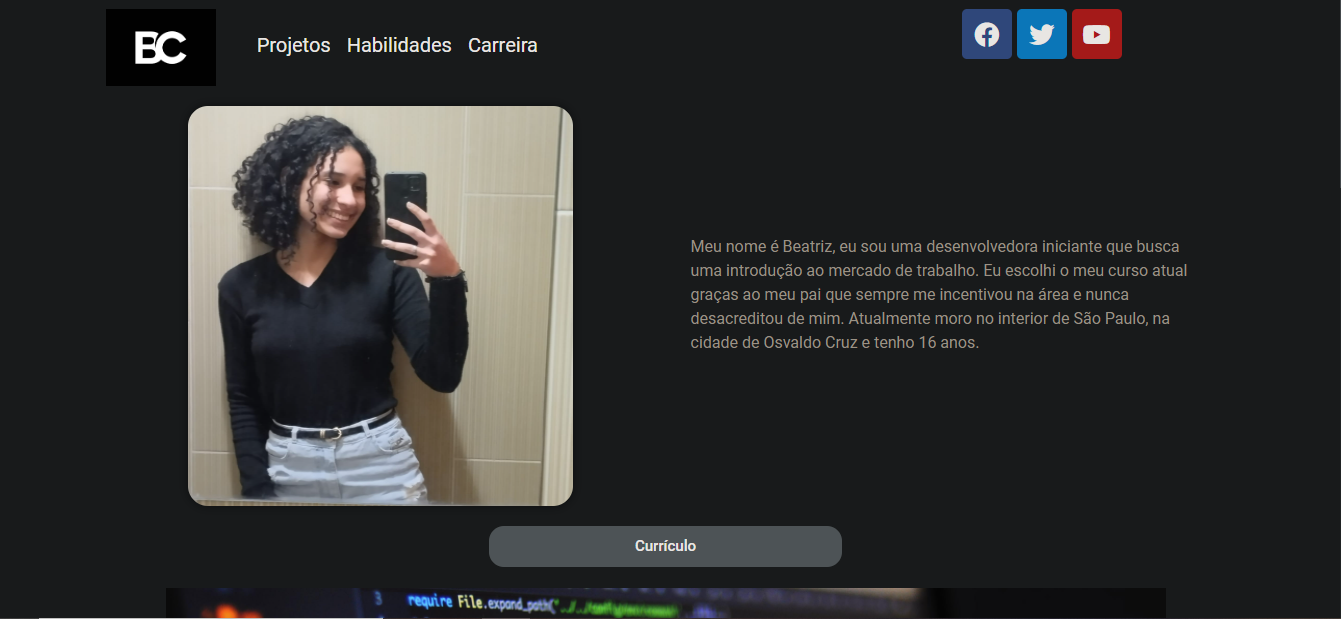 BC
Projetos Habilidades Carreira
Meu nome é Beatriz, eu sou uma desenvolvedora iniciante que busca
uma introdução ao mercado de trabalho. Eu escolhi o meu curso atual
graças ao meu pai que sempre me incentivou na área e nunca
desacreditou de mim. Atualmente moro no interior de São Paulo, na
cidade de Osvaldo Cruz e tenho 16 anos.
Currículo
3 require File.expand_path("../../